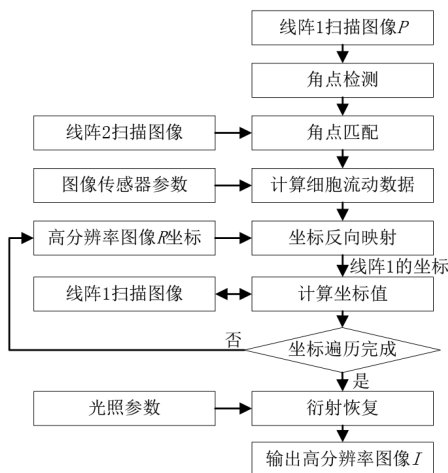 线阵1扫描图像P
角点检测
线阵2扫描图像
角点匹配
图像传感器参数
计算细胞流动数据
高分辨率图像R坐标
坐标反向映射
线阵1的坐标
线阵1扫描图像
计算坐标值
否
坐标遍历完成
是
光照参数
衍射恢复
输出高分辨率图像I